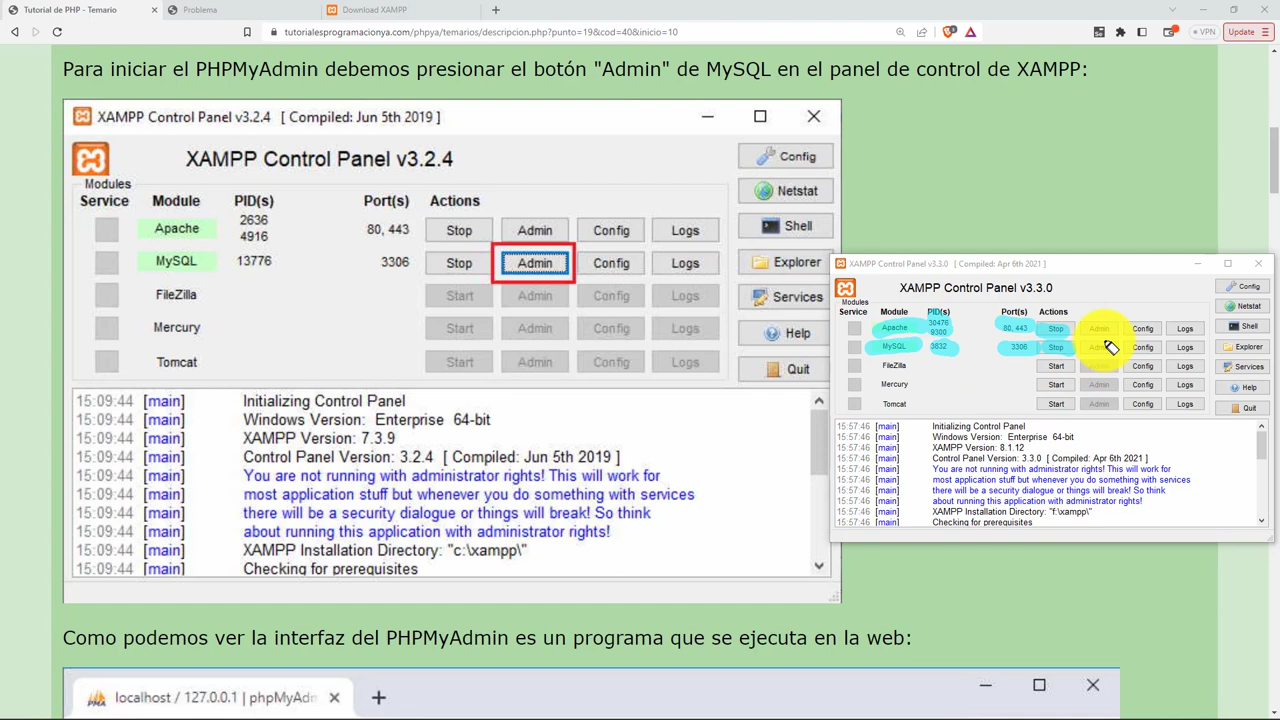 Tutorial de PHP - Temario
Problema
Download XAMPP
tutorialesprogramacionya.com/phpya/temarios/descripcion.php?punto=19&cod=40&inicio=10
VPN
Update
Para iniciar el PHPMyAdmin debemos presionar el botón "Admin" de MySQL en el panel de control de XAMPP:
XAMPP Control Panel v3.2.4 [ Compiled: Jun 5th 2019 ]
XAMPP Control Panel v3.2.4
Config
Modules
Service Module PID(s) Port(s) Actions
Netstat
Apache 2636 4916 80, 443 Stop Admin Config Logs
Shell
MySQL 13776 3306 Stop Admin Config Logs
Explorer
FileZilla Start Admin Config Logs
Services
Mercury Start Admin Config Logs
Help
Tomcat Start Admin Config Logs
Quit
15:09:44 [main] Initializing Control Panel
15:09:44 [main] Windows Version: Enterprise 64-bit
15:09:44 [main] XAMPP Version: 7.3.9
15:09:44 [main] Control Panel Version: 3.2.4 [ Compiled: Jun 5th 2019 ]
15:09:44 [main] You are not running with administrator rights! This will work for
15:09:44 [main] most application stuff but whenever you do something with services
15:09:44 [main] there will be a security dialogue or things will break! So think
15:09:44 [main] about running this application with administrator rights!
15:09:44 [main] XAMPP Installation Directory: "c:\xampp\"
15:09:44 [main] Checking for prerequisites
XAMPP Control Panel v3.3.0 [ Compiled: Apr 6th 2021 ]
XAMPP Control Panel v3.3.0
Config
Modules
Service Module PID(s) Port(s) Actions
Netstat
Apache 30476 9300 80, 443 Stop Admin Config Logs
Shell
MySQL 3832 3306 Stop Config Logs
Explorer
FileZilla Start Config Logs
Services
Mercury Start Admin Config Logs
Help
Tomcat Start Admin Config Logs
Quit
15:57:46 [main] Initializing Control Panel
15:57:46 [main] Windows Version: Enterprise 64-bit
15:57:46 [main] XAMPP Version: 8.1.12
15:57:46 [main] Control Panel Version: 3.3.0 [ Compiled: Apr 6th 2021 ]
15:57:46 [main] You are not running with administrator rights! This will work for
15:57:46 [main] most application stuff but whenever you do something with services
15:57:46 [main] there will be a security dialogue or things will break! So think
15:57:46 [main] about running this application with administrator rights!
15:57:46 [main] XAMPP Installation Directory: "f:\xampp\"
15:57:46 [main] Checking for prerequisites
Como podemos ver la interfaz del PHPMyAdmin es un programa que se ejecuta en la web:
PMA localhost / 127.0.0.1 | phpMyAdm